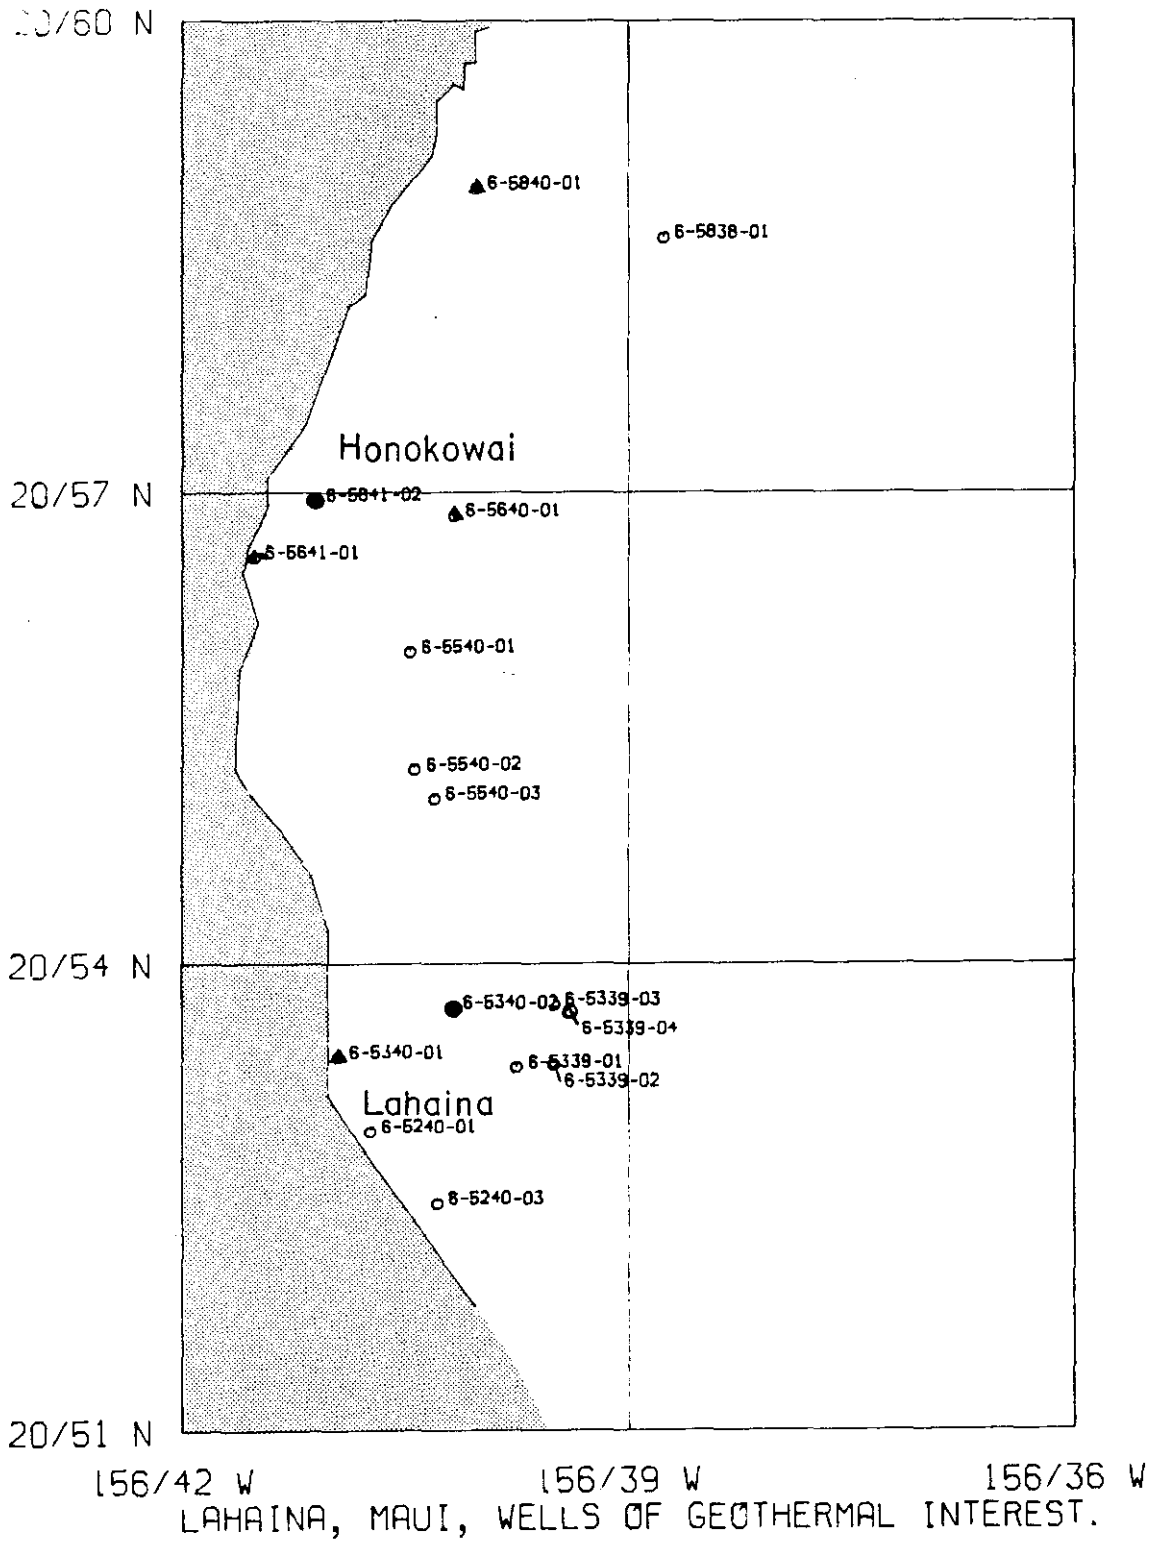 20/60 N
6-5840-01
6-5838-01
Honokowai
20/57 N
6-5641-02
6-5640-01
6-5641-01
6-5540-01
6-5540-02
6-5540-03
20/54 N
6-5340-02
6-5339-03
6-5339-04
6-5340-01
6-5339-01
6-5339-02
Lahaina
6-5240-01
6-5240-03
20/51 N
156/42 W
156/39 W
156/36 W
LAHAINA, MAUI, WELLS OF GEOTHERMAL INTEREST.